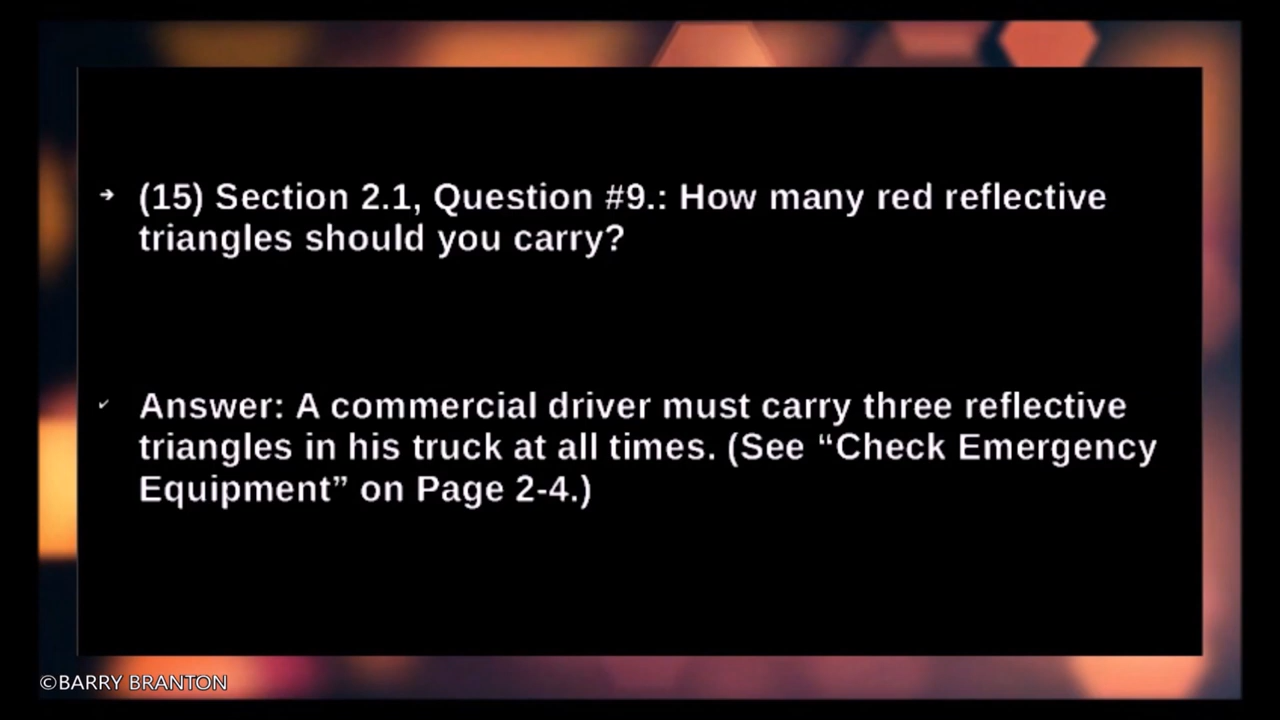 ➔ (15) Section 2.1, Question #9.: How many red reflective
triangles should you carry?
✓ Answer: A commercial driver must carry three reflective
triangles in his truck at all times. (See “Check Emergency
Equipment” on Page 2-4.)
©BARRY BRANTON